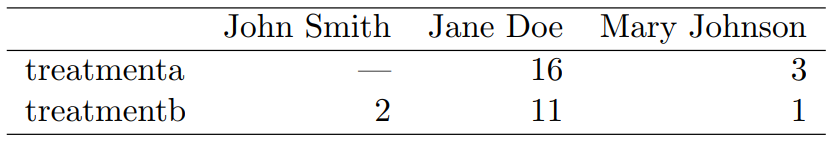 John Smith Jane Doe Mary Johnson
treatmenta — 16 3
treatmentb 2 11 1